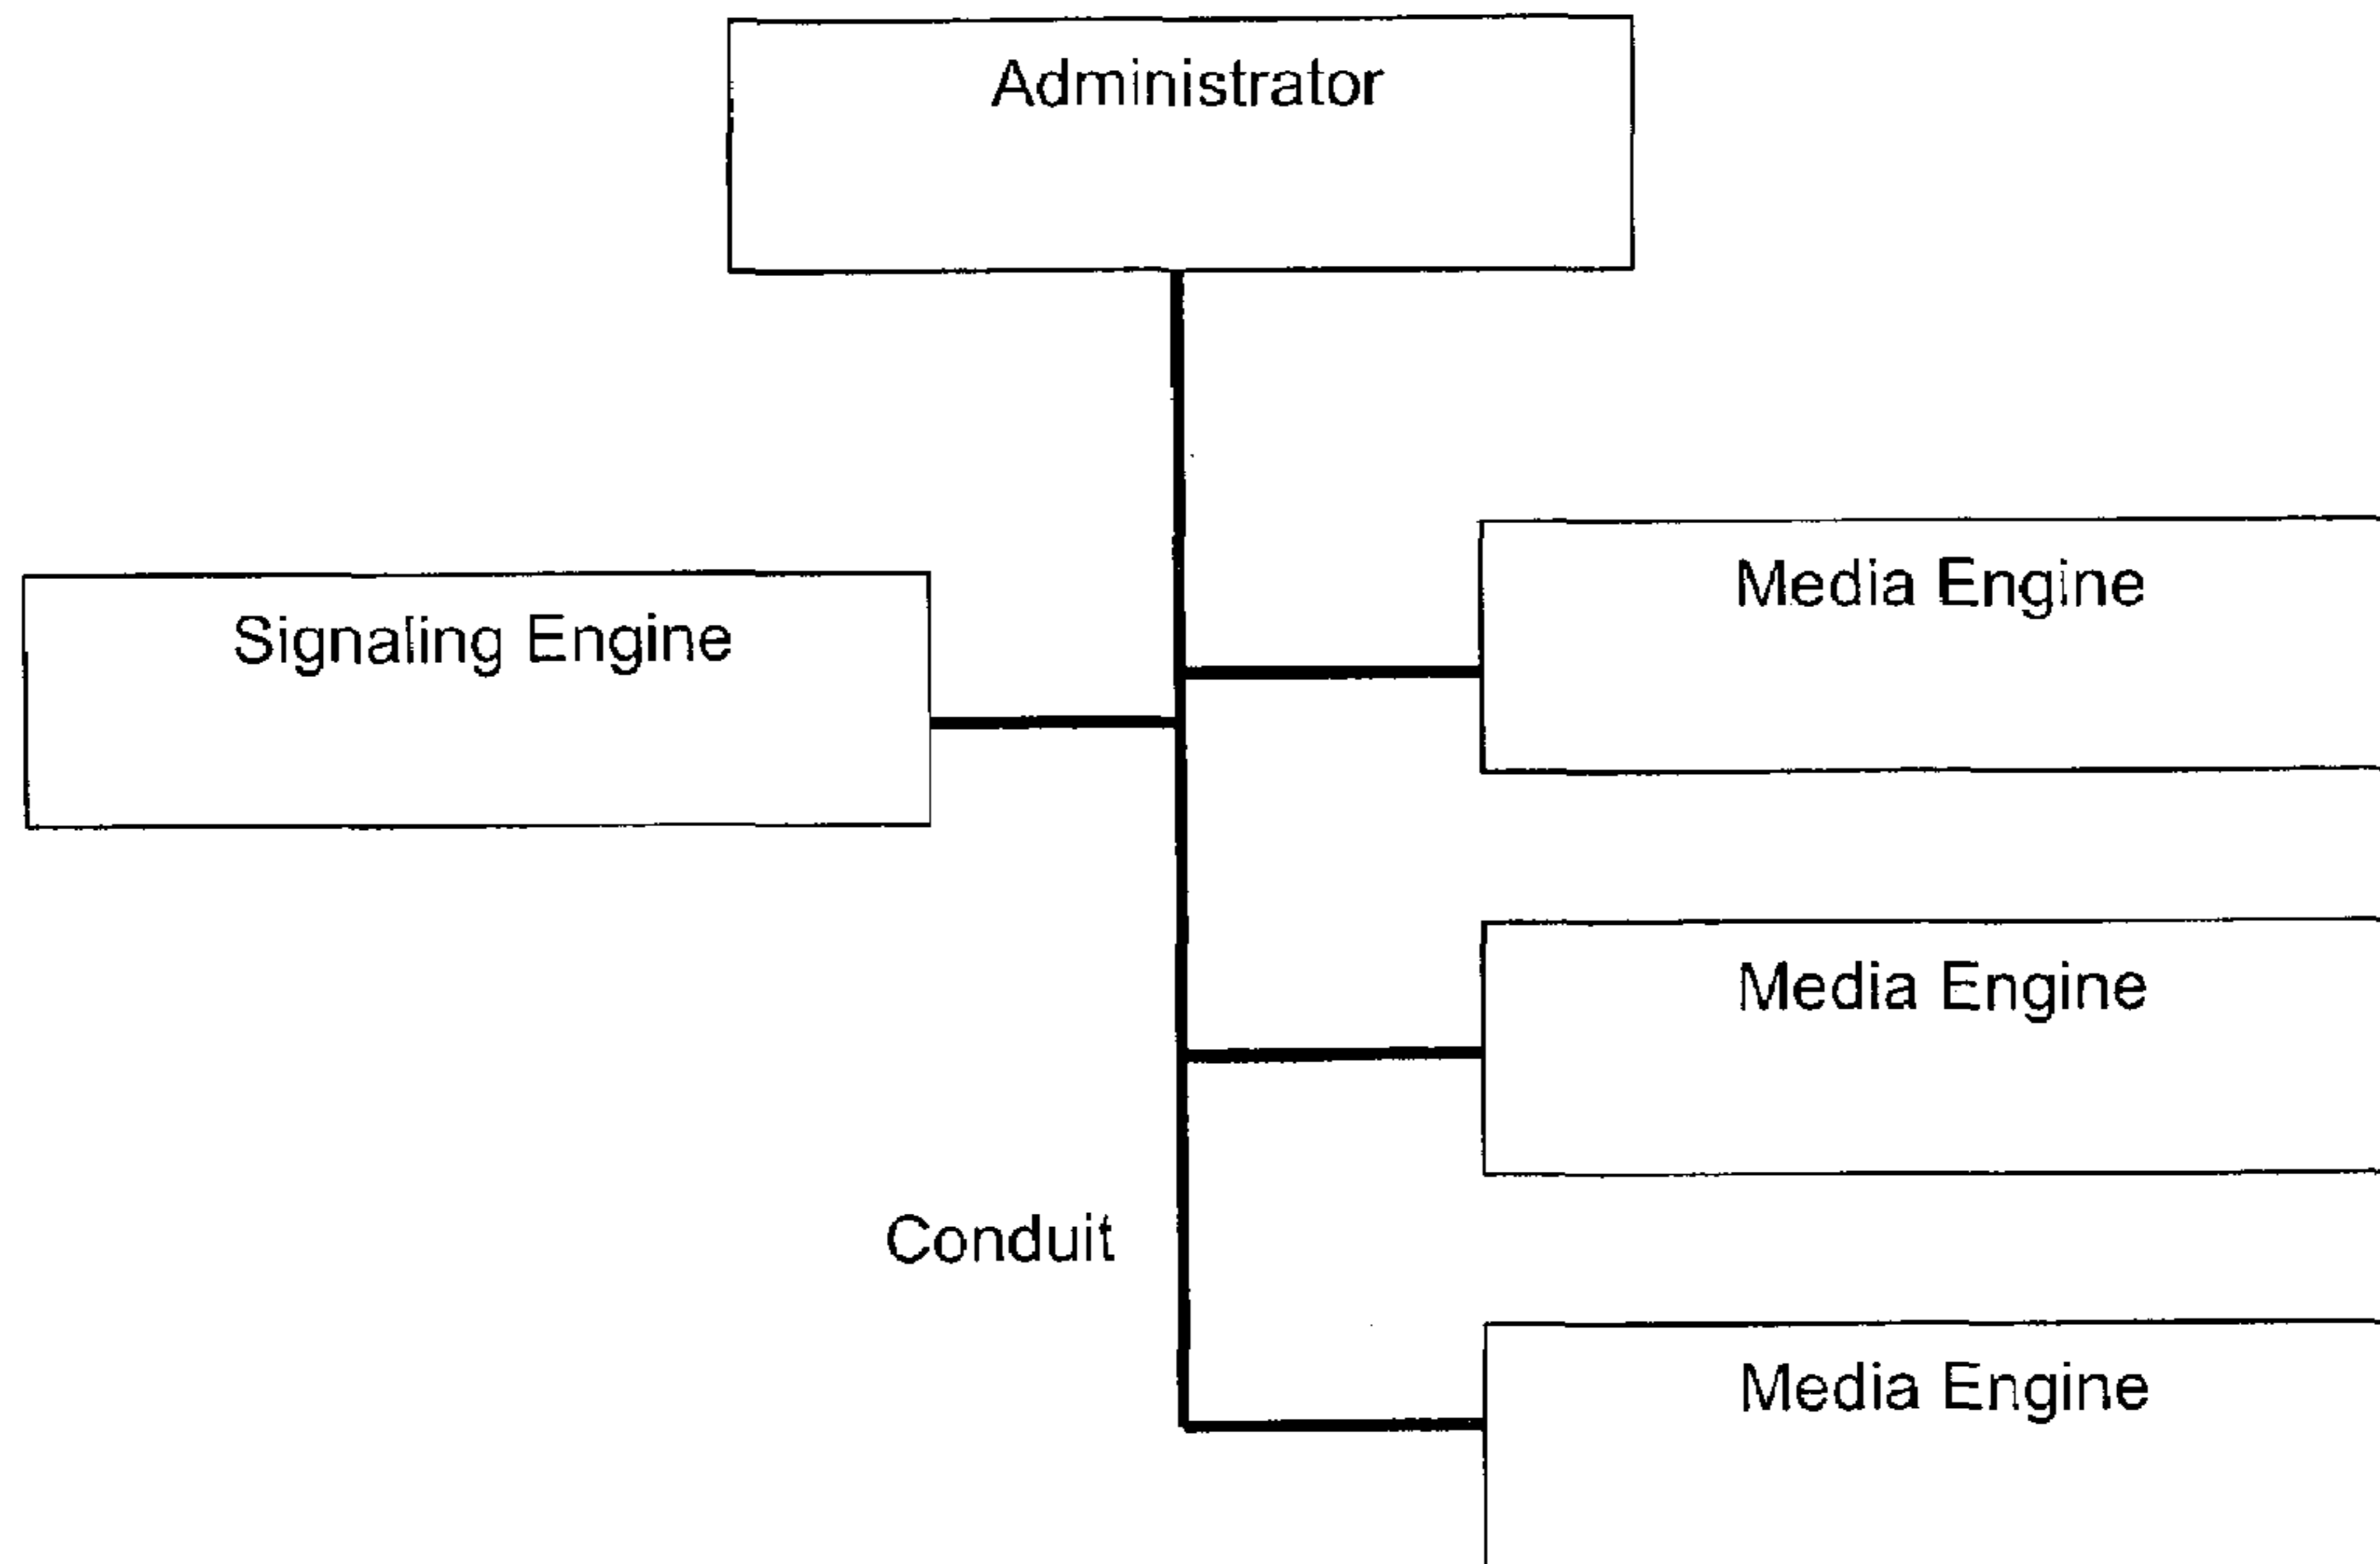 Administrator
Media Engine
Signaling Engine
Media Engine
Conduit
Media Engine